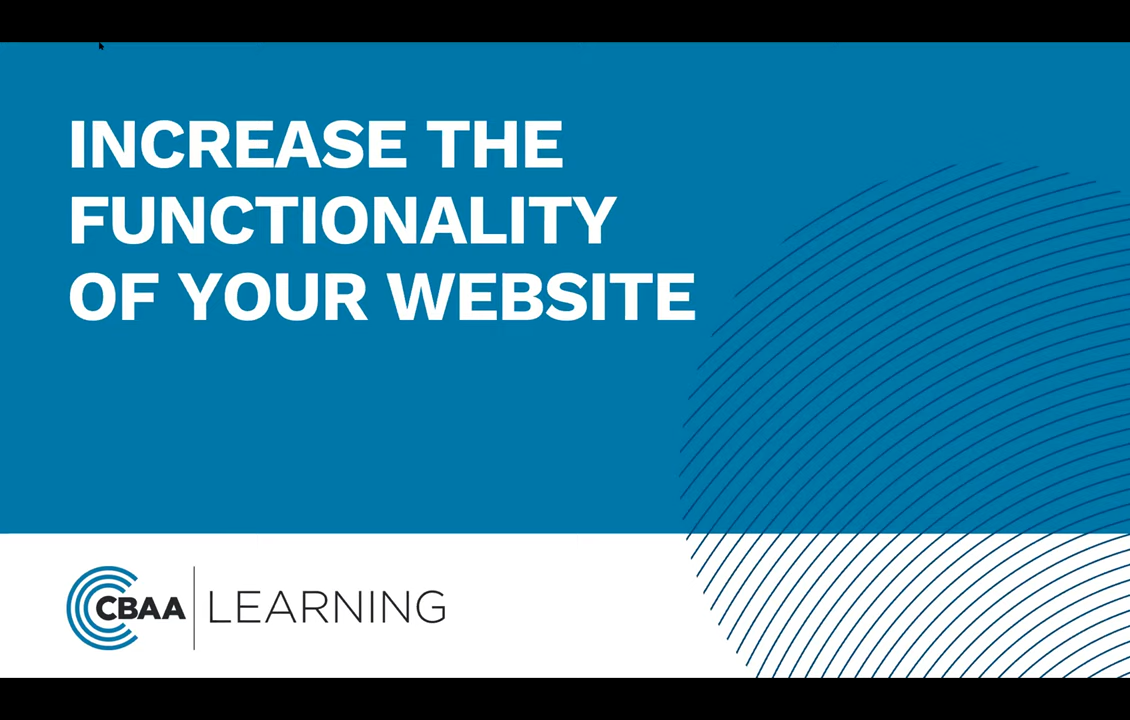 INCREASE THE
FUNCTIONALITY
OF YOUR WEBSITE
CBAA LEARNING